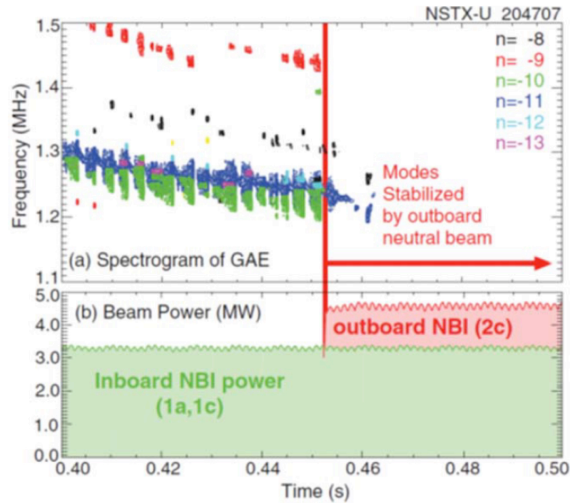 NSTX-U 204707
1.5
1.4
1.3
1.2
1.1
Frequency (MHz)
n= -8
n= -9
n= -10
n=-11
n=-12
n=-13
Modes
Stabilized
by outboard
neutral beam
(a) Spectrogram of GAE
5.0
4.0
3.0
2.0
1.0
0.0
(b) Beam Power (MW)
outboard NBI (2c)
Inboard NBI power
(1a,1c)
0.40
0.42
0.44
0.46
0.48
0.50
Time (s)